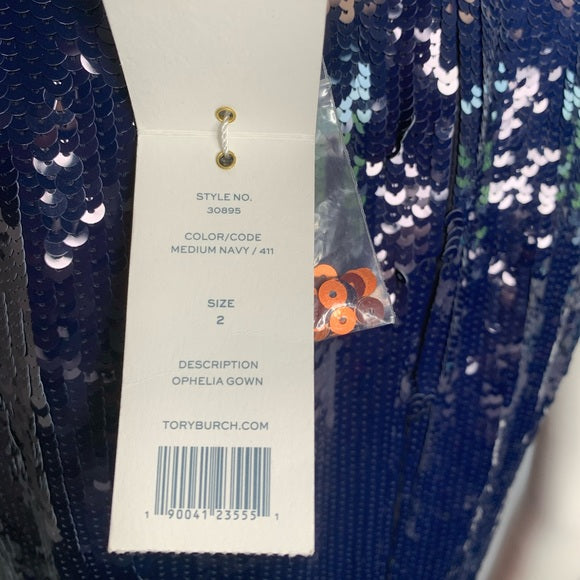 STYLE NO.
30895
COLOR/CODE
MEDIUM NAVY / 411
SIZE
2
DESCRIPTION
OPHELIA GOWN
TORYBURCH.COM
1 90041 23555 1